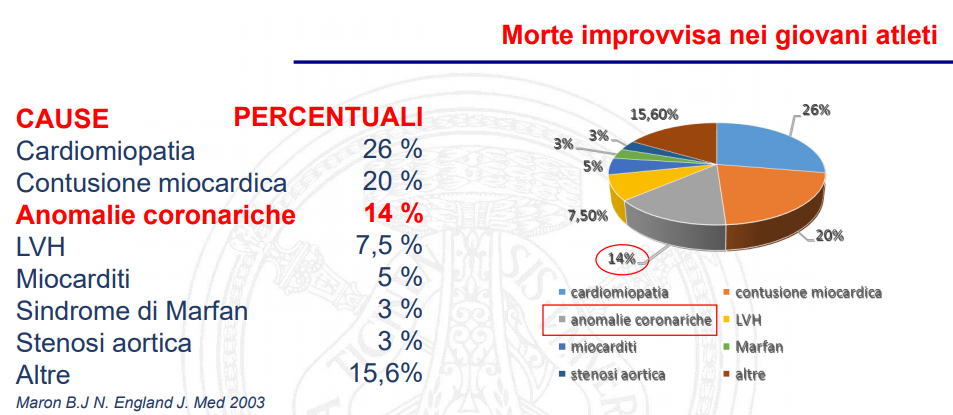 Morte improvvisa nei giovani atleti
CAUSE PERCENTUALI
Cardiomiopatia 26 %
Contusione miocardica 20 %
Anomalie coronariche 14 %
LVH 7,5 %
Miocarditi 5 %
Sindrome di Marfan 3 %
Stenosi aortica 3 %
Altre 15,6%
Maron B.J N. England J. Med 2003
26%
20%
14%
7,50%
5%
3%
3%
15,60%
cardiomiopatia contusione miocardica
anomalie coronariche LVH
miocarditi Marfan
stenosi aortica altre